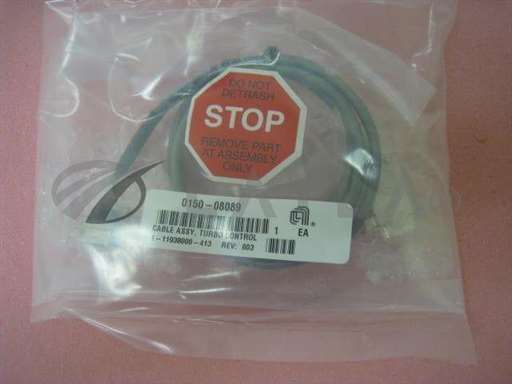 DO NOT
DETRASH
STOP
REMOVE PART
AT ASSEMBLY
ONLY
0150-08089
1 EA
CABLE ASSY, TURBO CONTROL
REV: 003